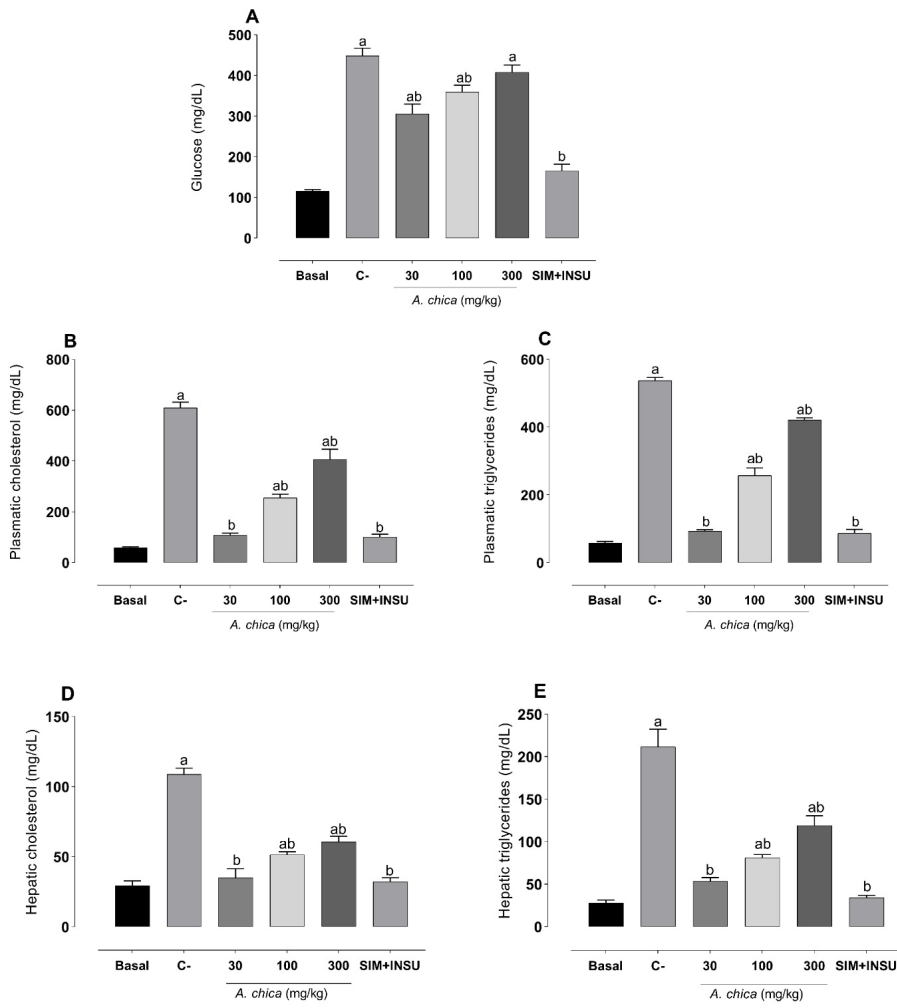 A
Glucose (mg/dL)
500
400
300
200
100
0
a
ab
ab
a
b
Basal C- 30 100 300 SIM+INSU
A. chica (mg/kg)
B
Plasmatic cholesterol (mg/dL)
800
600
400
200
0
a
b
ab
ab
b
Basal C- 30 100 300 SIM+INSU
A. chica (mg/kg)
C
Plasmatic triglycerides (mg/dL)
600
400
200
0
a
b
ab
ab
b
Basal C- 30 100 300 SIM+INSU
A. chica (mg/kg)
D
Hepatic cholesterol (mg/dL)
150
100
50
0
a
b
ab
ab
b
Basal C- 30 100 300 SIM+INSU
A. chica (mg/kg)
E
Hepatic triglycerides (mg/dL)
250
200
150
100
50
0
a
b
ab
ab
b
Basal C- 30 100 300 SIM+INSU
A. chica (mg/kg)